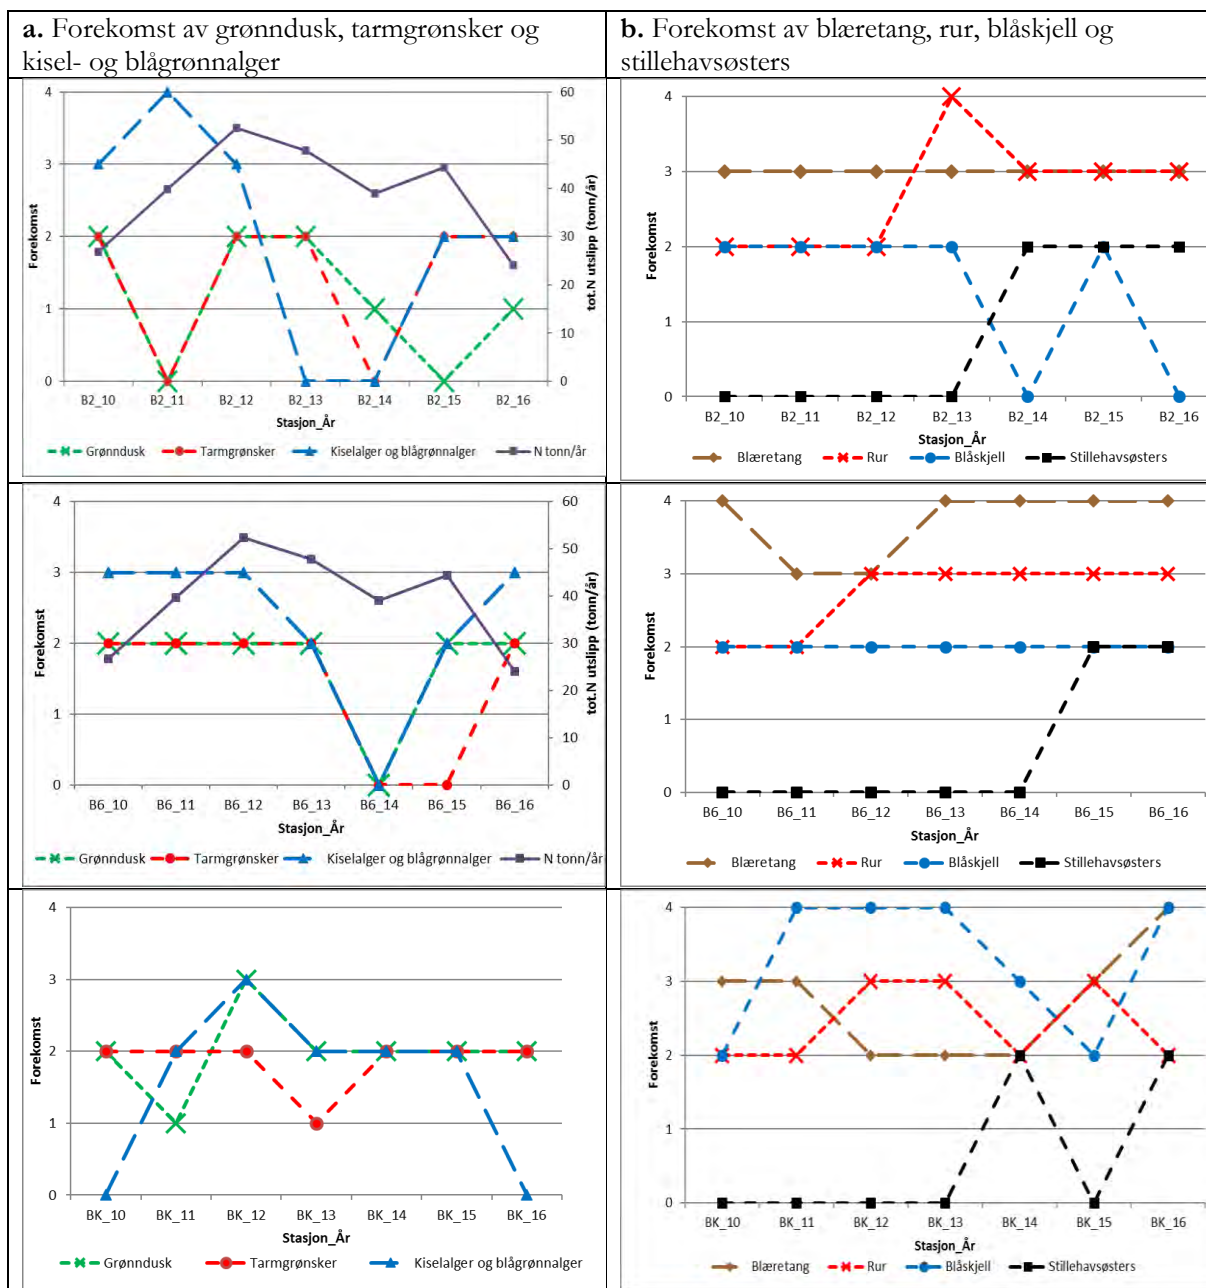 a. Forekomst av grønndusk, tarmgrønsker og
kisel- og blågrønnalger
b. Forekomst av blæretang, rur, blåskjell og
stillehavsøsters
4
3
2
1
0
Forekomst
60
50
40
30
20
10
0
tot.N utslipp (tonn/år)
B2_10 B2_11 B2_12 B2_13 B2_14 B2_15 B2_16
Stasjon_År
Grønndusk Tarmgrønsker Kiselalger og blågrønnalger N tonn/år
4
3
2
1
0
Forekomst
B2_10 B2_11 B2_12 B2_13 B2_14 B2_15 B2_16
Stasjon_År
Blæretang Rur Blåskjell Stillehavsøsters
4
3
2
1
0
Forekomst
60
50
40
30
20
10
0
tot.N utslipp (tonn/år)
B6_10 B6_11 B6_12 B6_13 B6_14 B6_15 B6_16
Stasjon_År
Grønndusk Tarmgrønsker Kiselalger og blågrønnalger N tonn/år
4
3
2
1
0
Forekomst
B6_10 B6_11 B6_12 B6_13 B6_14 B6_15 B6_16
Stasjon_År
Blæretang Rur Blåskjell Stillehavsøsters
4
3
2
1
0
Forekomst
BK_10 BK_11 BK_12 BK_13 BK_14 BK_15 BK_16
Stasjon_År
Grønndusk Tarmgrønsker Kiselalger og blågrønnalger
4
3
2
1
0
Forekomst
BK_10 BK_11 BK_12 BK_13 BK_14 BK_15 BK_16
Stasjon_År
Blæretang Rur Blåskjell Stillehavsøsters